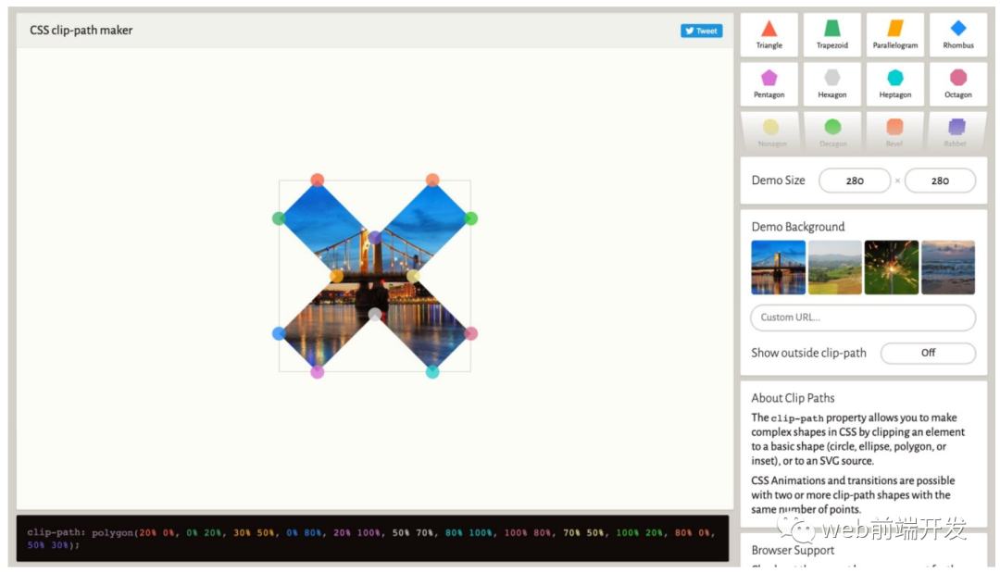 CSS clip-path maker
Tweet
Triangle
Trapezoid
Parallelogram
Rhombus
Pentagon
Hexagon
Heptagon
Octagon
Nonagon
Decagon
Bevel
Rabbet
Demo Size
280
×
280
Demo Background
Custom URL...
Show outside clip-path
Off
About Clip Paths
The clip-path property allows you to make
complex shapes in CSS by clipping an element
to a basic shape (circle, ellipse, polygon, or
inset), or to an SVG source.
CSS Animations and transitions are possible
with two or more clip-path shapes with the
same number of points.
web前端开发
Browser Support
clip-path: polygon(20% 0%, 0% 20%, 30% 50%, 0% 80%, 20% 100%, 50% 70%, 80% 100%, 100% 80%, 70% 50%, 100% 20%, 80% 0%,
50% 30%);